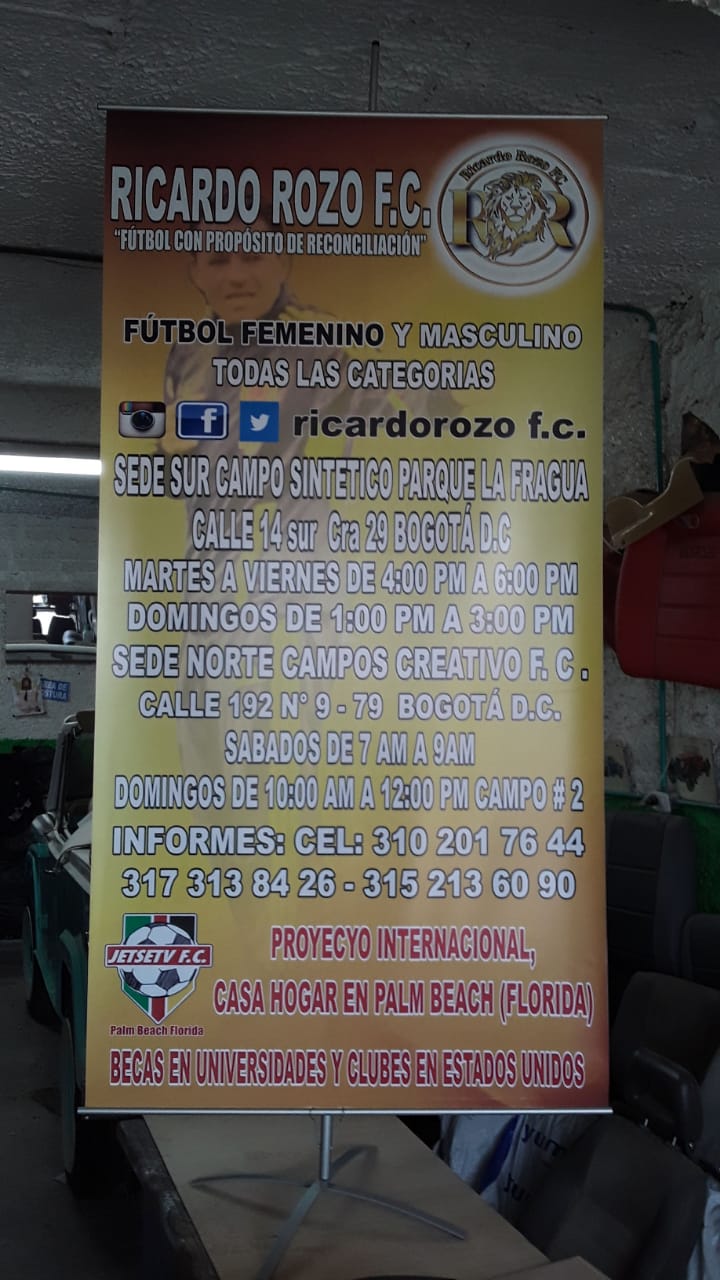 RICARDO ROZO F.C.
"FÚTBOL CON PROPÓSITO DE RECONCILIACIÓN"
Ricardo Rozo FC
RR
FÚTBOL FEMENINO Y MASCULINO
TODAS LAS CATEGORIAS
ricardorozo f.c.
SEDE SUR CAMPO SINTETICO PARQUE LA FRAGUA
CALLE 14 sur Cra 29 BOGOTÁ D.C
MARTES A VIERNES DE 4:00 PM A 6:00 PM
DOMINGOS DE 1:00 PM A 3:00 PM
SEDE NORTE CAMPOS CREATIVO F. C .
CALLE 192 N° 9 - 79 BOGOTÁ D.C.
SABADOS DE 7 AM A 9AM
DOMINGOS DE 10:00 AM A 12:00 PM CAMPO # 2
INFORMES: CEL: 310 201 76 44
317 313 84 26 - 315 213 60 90
JETSETV F.C.
Palm Beach Florida
PROYECYO INTERNACIONAL,
CASA HOGAR EN PALM BEACH (FLORIDA)
BECAS EN UNIVERSIDADES Y CLUBES EN ESTADOS UNIDOS